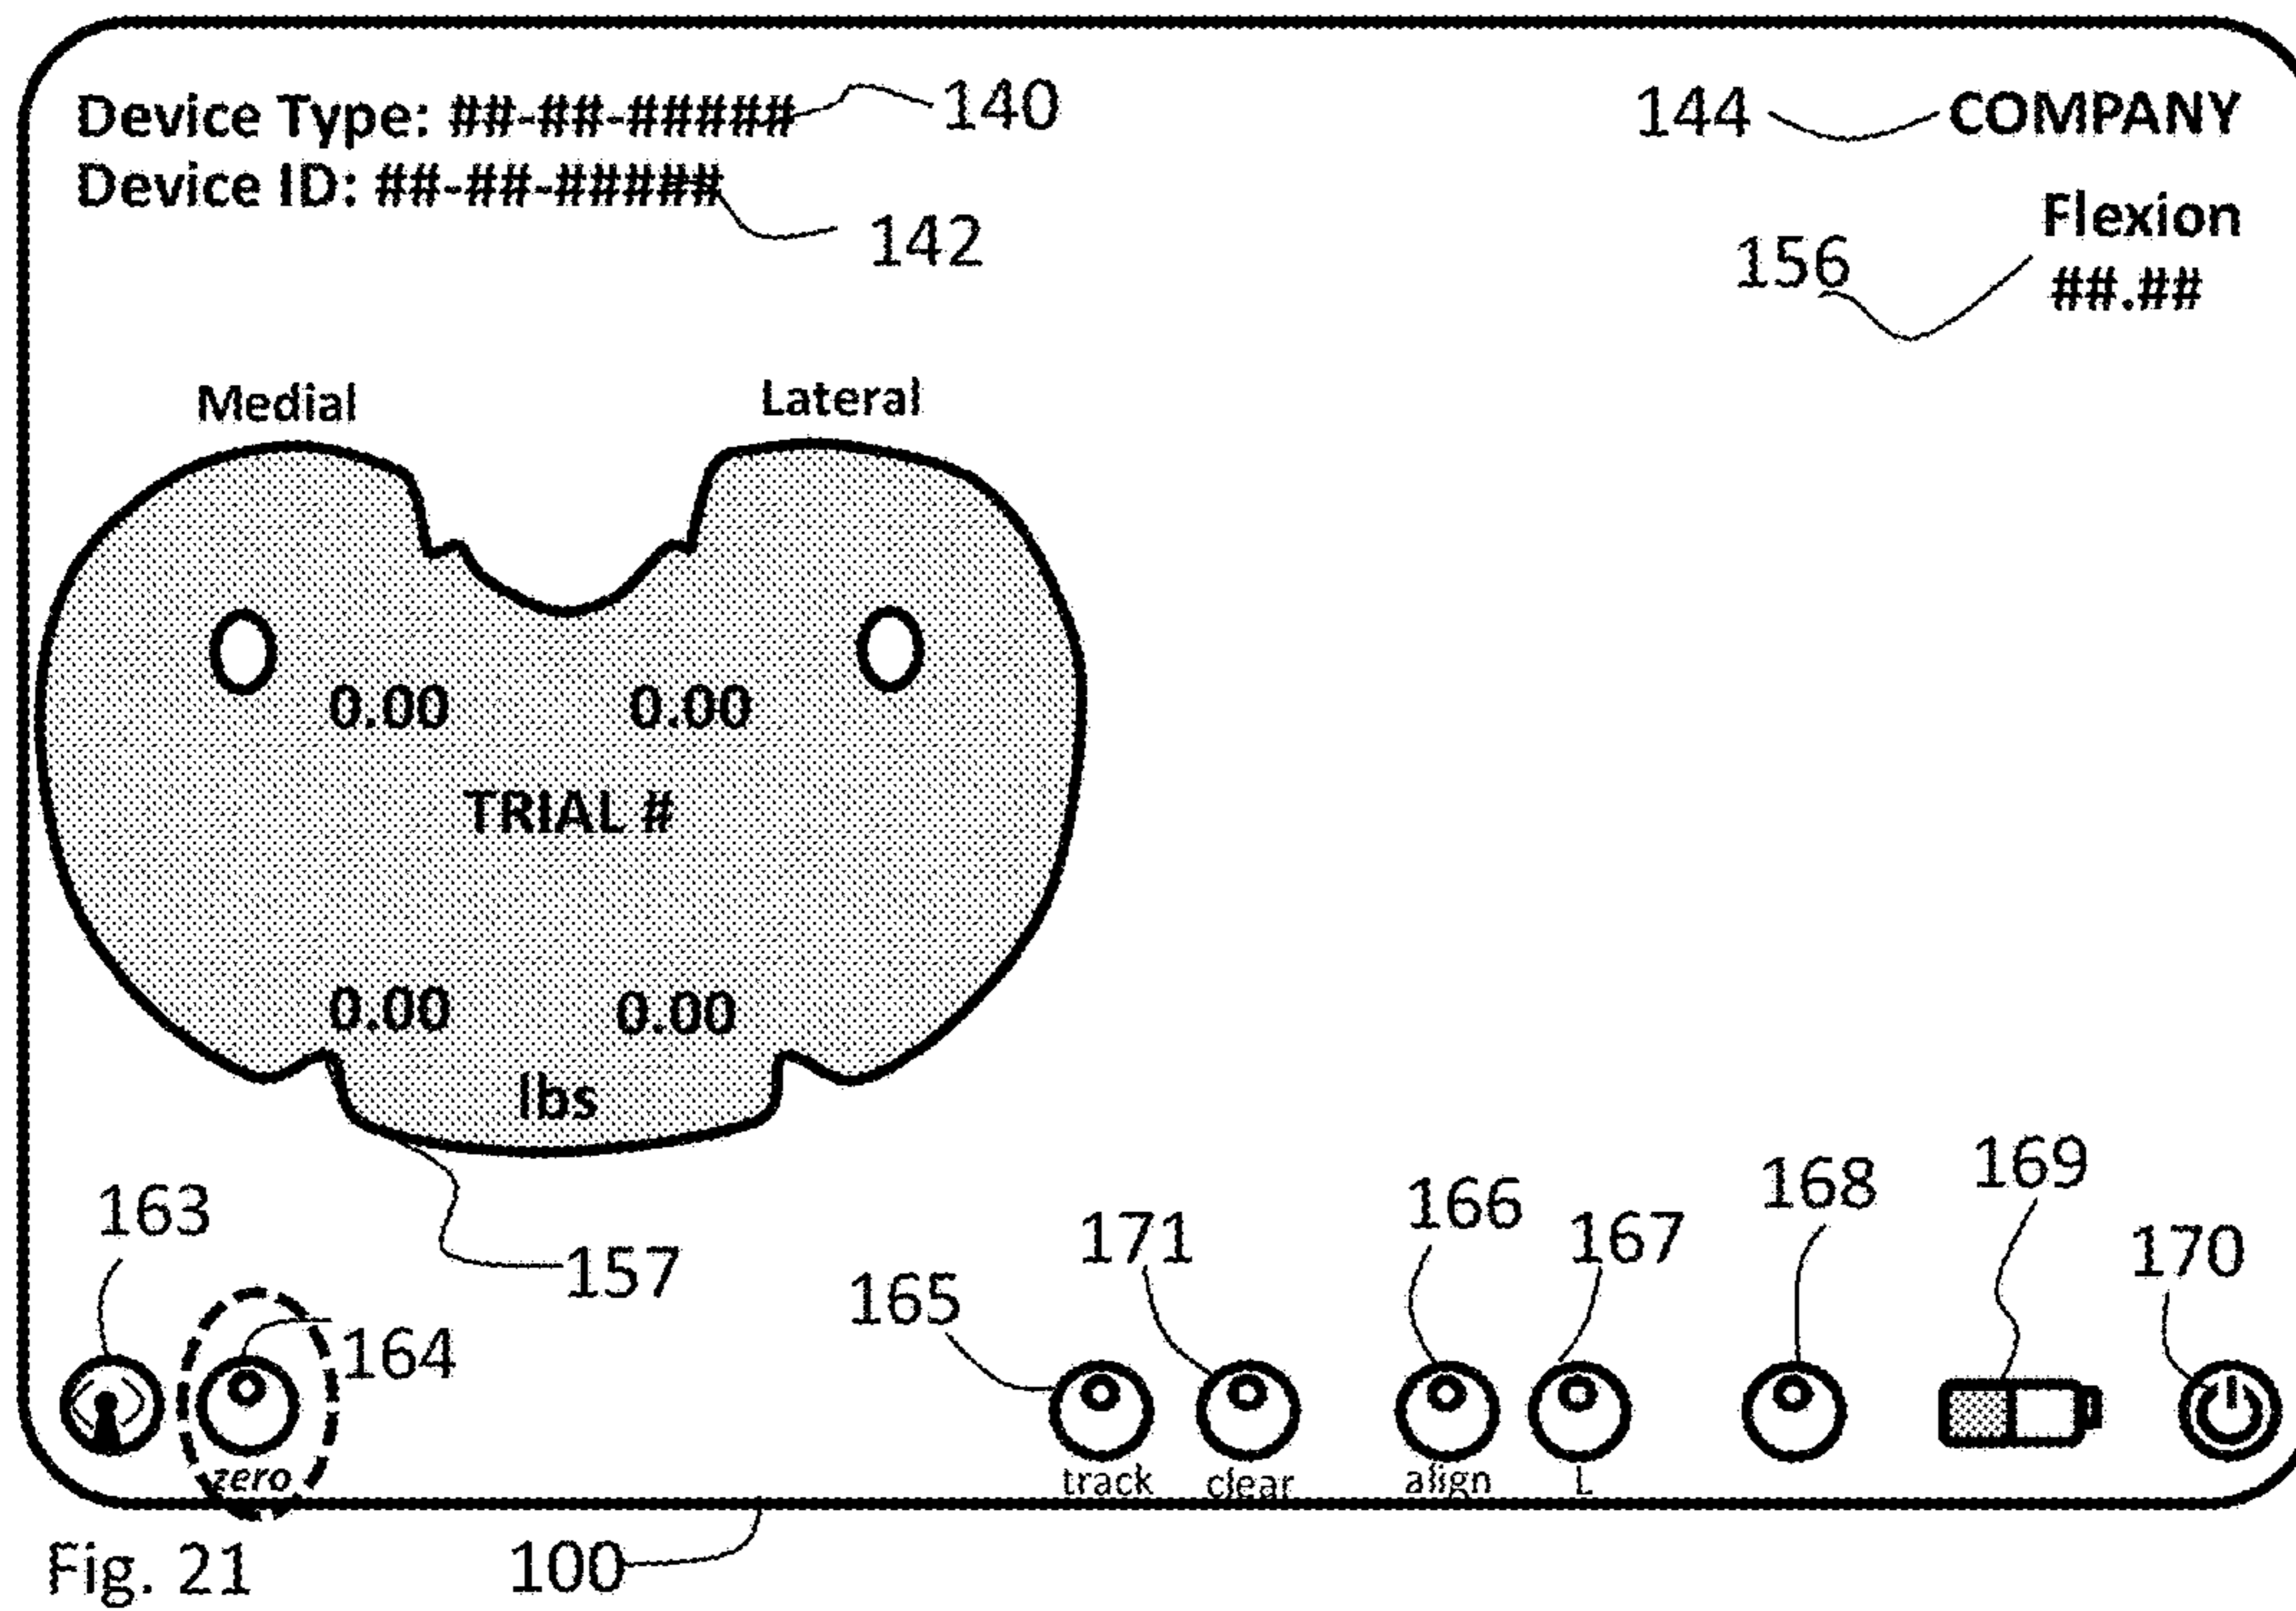 Device Type: ##-##-##### 140 144 COMPANY
Device ID: ##-##-##### 142
Flexion
156 ##.##
Medial Lateral
0.00 0.00
TRIAL #
0.00 0.00
lbs
163 157 165 171 166 167 168 169 170
164
zero track clear align L
Fig. 21 100